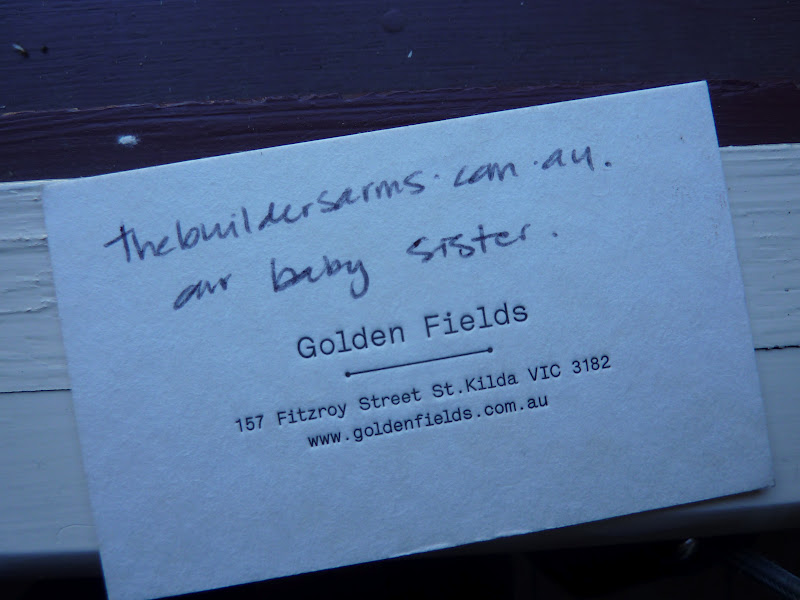 thebuildersarms.com.au.
our baby sister.
Golden Fields
157 Fitzroy Street St.Kilda VIC 3182
www.goldenfields.com.au